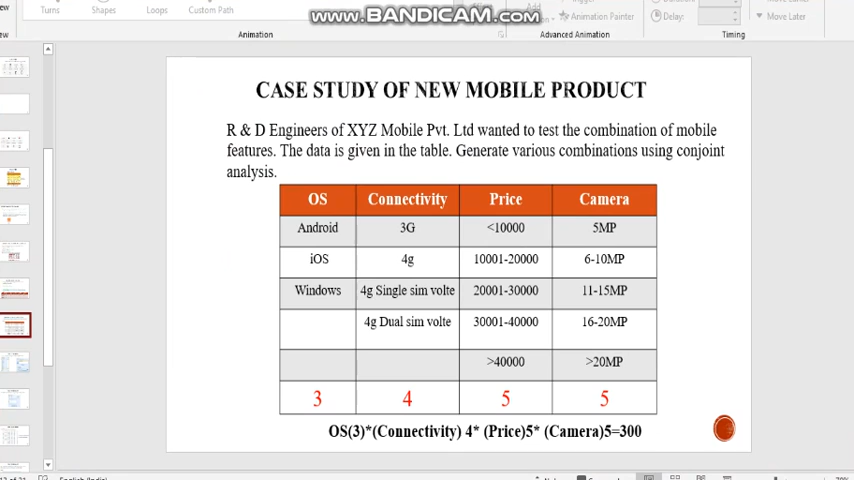 www.BANDICAM.com
Turns Shapes Loops Custom Path
Add
Animation Painter
Delay:
Move Later
Animation
Advanced Animation
Timing
CASE STUDY OF NEW MOBILE PRODUCT
R & D Engineers of XYZ Mobile Pvt. Ltd wanted to test the combination of mobile
features. The data is given in the table. Generate various combinations using conjoint
analysis.
OS Connectivity Price Camera
Android 3G <10000 5MP
iOS 4g 10001-20000 6-10MP
Windows 4g Single sim volte 20001-30000 11-15MP
4g Dual sim volte 30001-40000 16-20MP
>40000 >20MP
3 4 5 5
OS(3)*(Connectivity) 4* (Price)5* (Camera)5=300